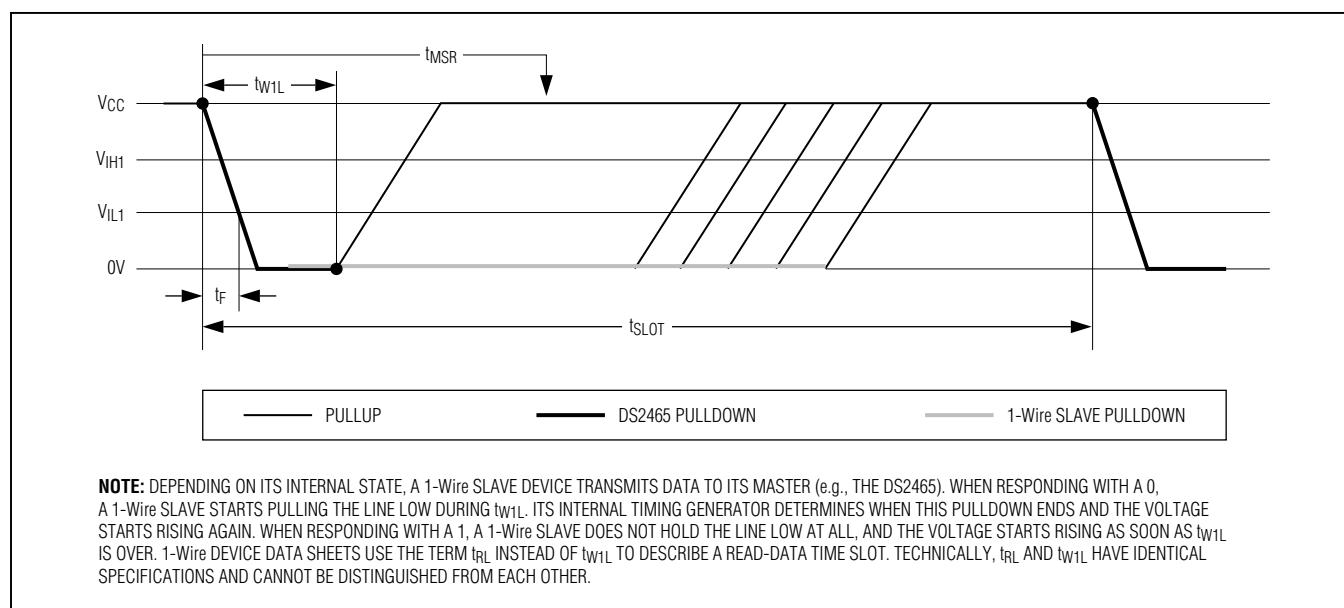 tMSR
tW1L
VCC
VIH1
VIL1
0V
tF
tSLOT
PULLUP DS2465 PULLDOWN 1-Wire SLAVE PULLDOWN
NOTE: DEPENDING ON ITS INTERNAL STATE, A 1-Wire SLAVE DEVICE TRANSMITS DATA TO ITS MASTER (e.g., THE DS2465). WHEN RESPONDING WITH A 0,
A 1-Wire SLAVE STARTS PULLING THE LINE LOW DURING tW1L. ITS INTERNAL TIMING GENERATOR DETERMINES WHEN THIS PULLDOWN ENDS AND THE VOLTAGE
STARTS RISING AGAIN. WHEN RESPONDING WITH A 1, A 1-Wire SLAVE DOES NOT HOLD THE LINE LOW AT ALL, AND THE VOLTAGE STARTS RISING AS SOON AS tW1L
IS OVER. 1-Wire DEVICE DATA SHEETS USE THE TERM tRL INSTEAD OF tW1L TO DESCRIBE A READ-DATA TIME SLOT. TECHNICALLY, tRL AND tW1L HAVE IDENTICAL
SPECIFICATIONS AND CANNOT BE DISTINGUISHED FROM EACH OTHER.